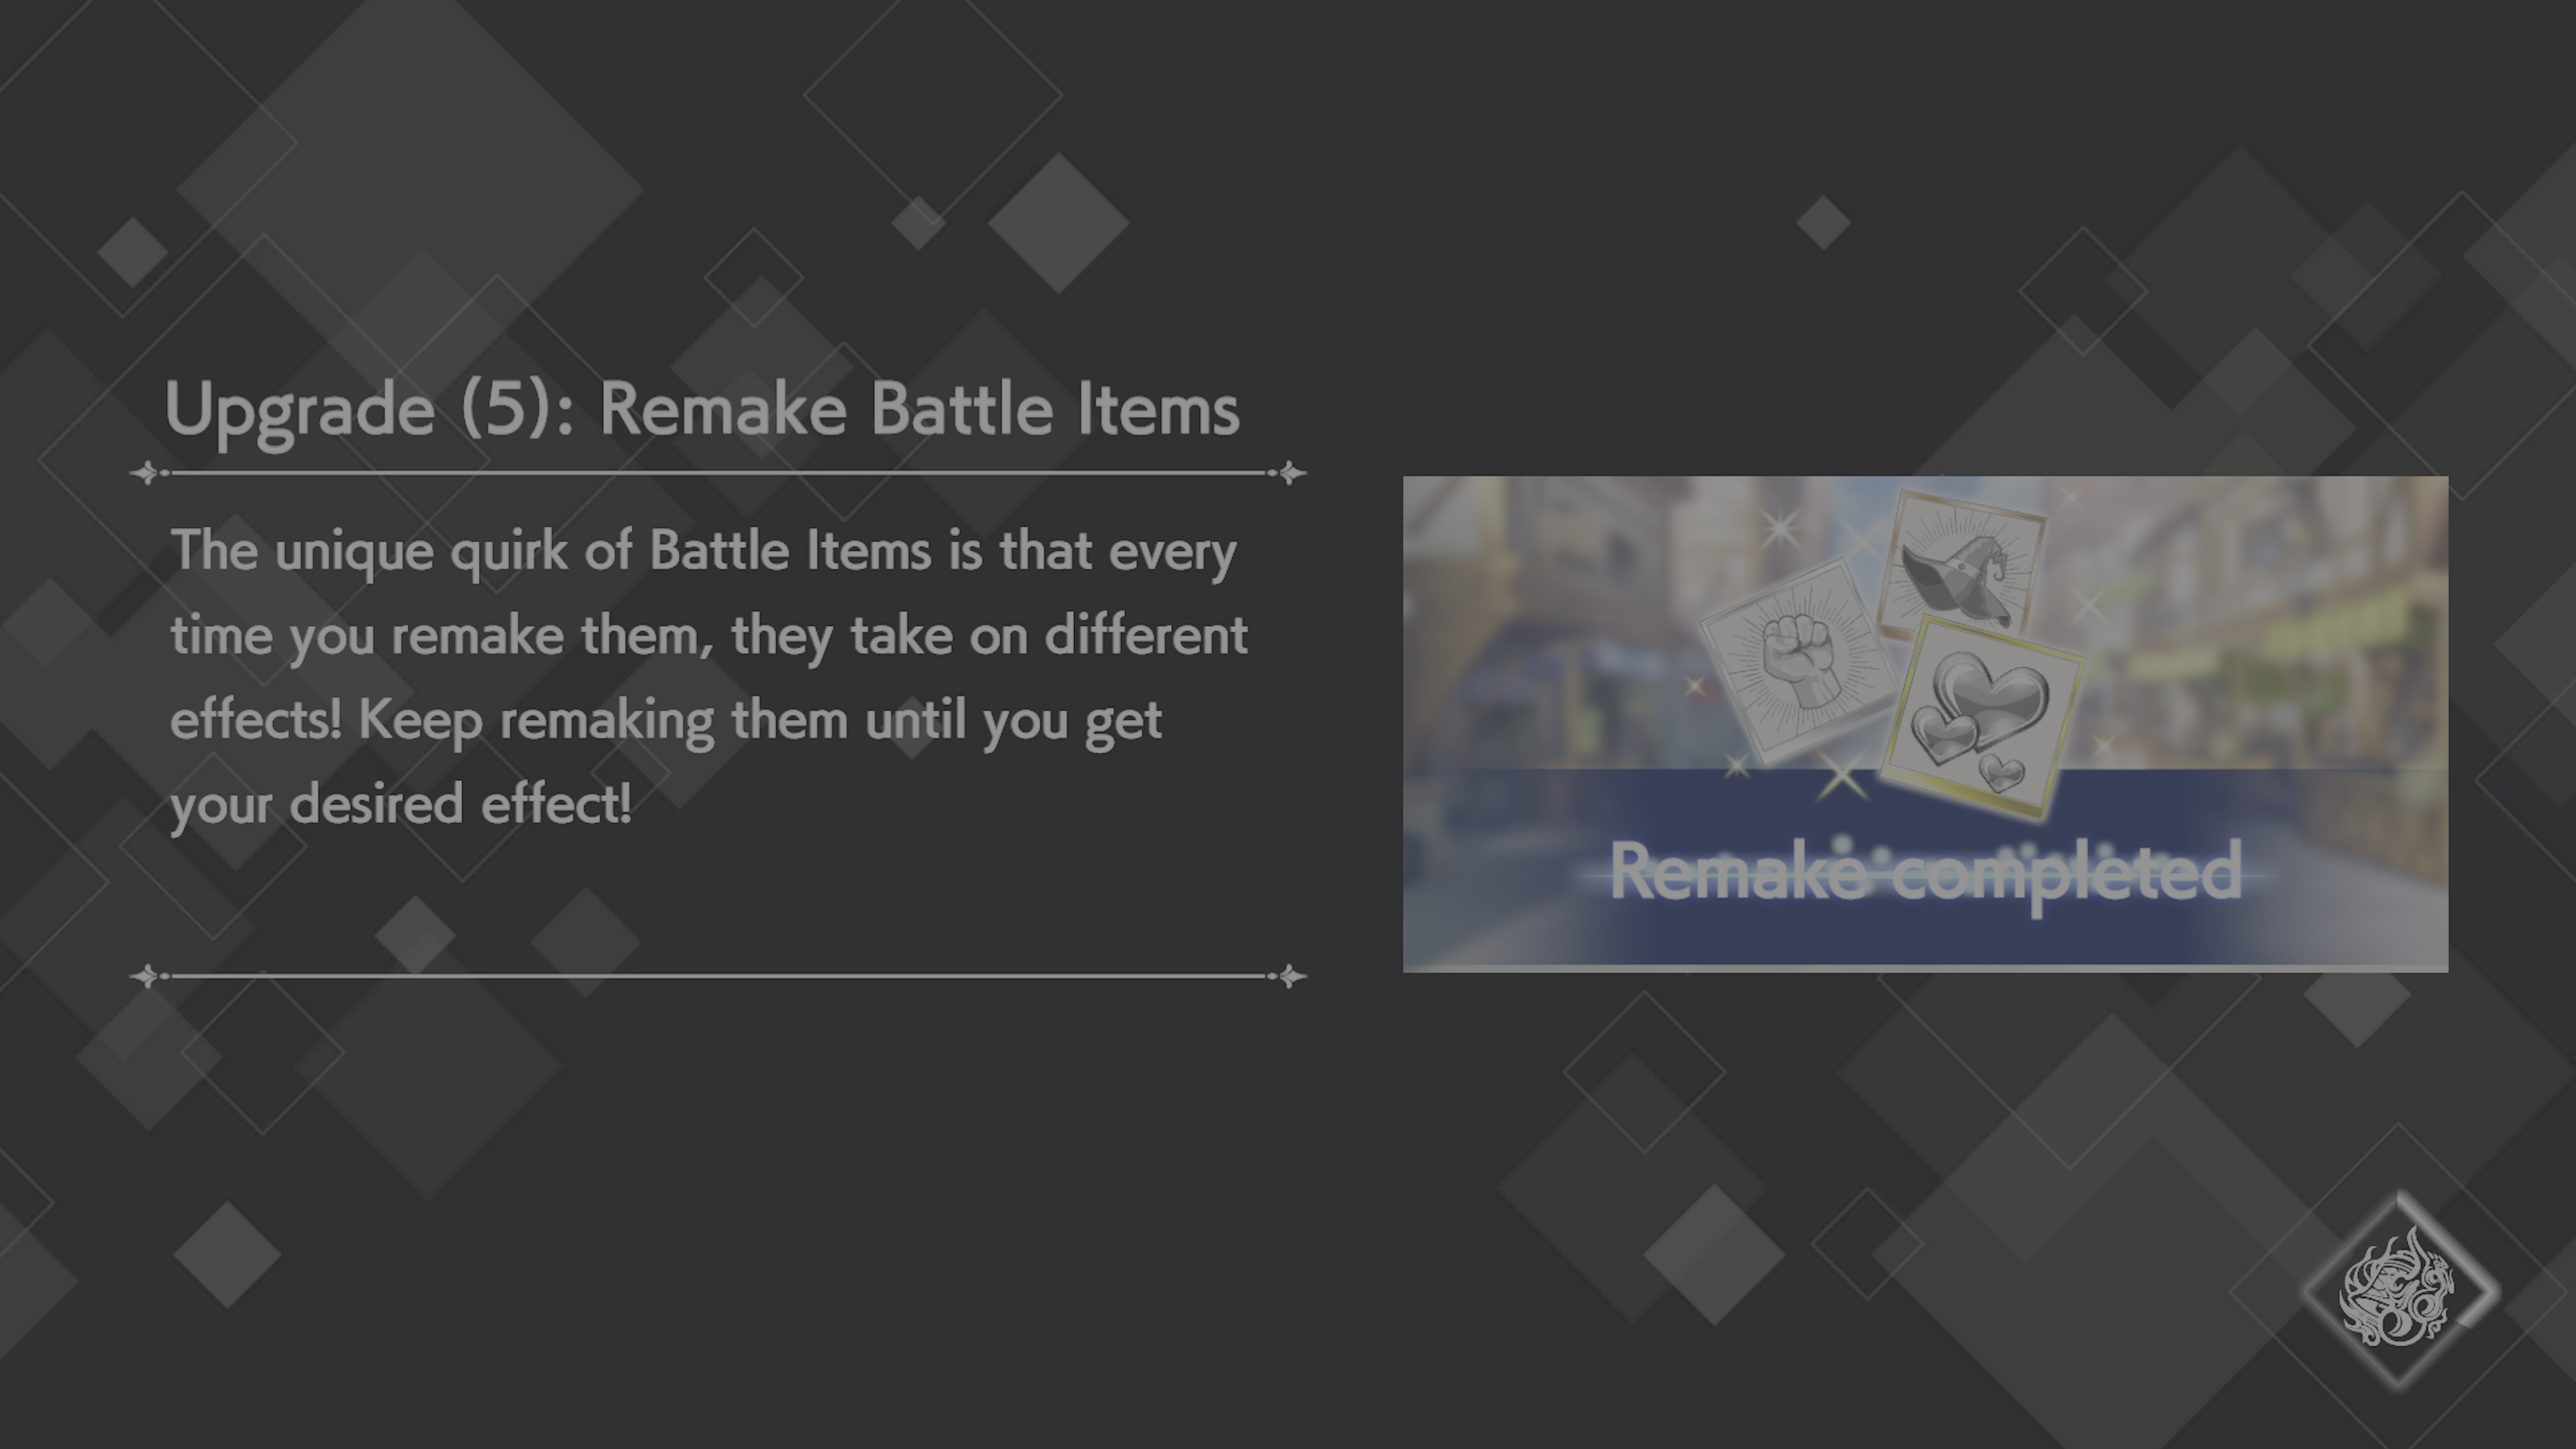 Upgrade (5): Remake Battle Items
The unique quirk of Battle Items is that every
time you remake them, they take on different
effects! Keep remaking them until you get
your desired effect!
Remake completed